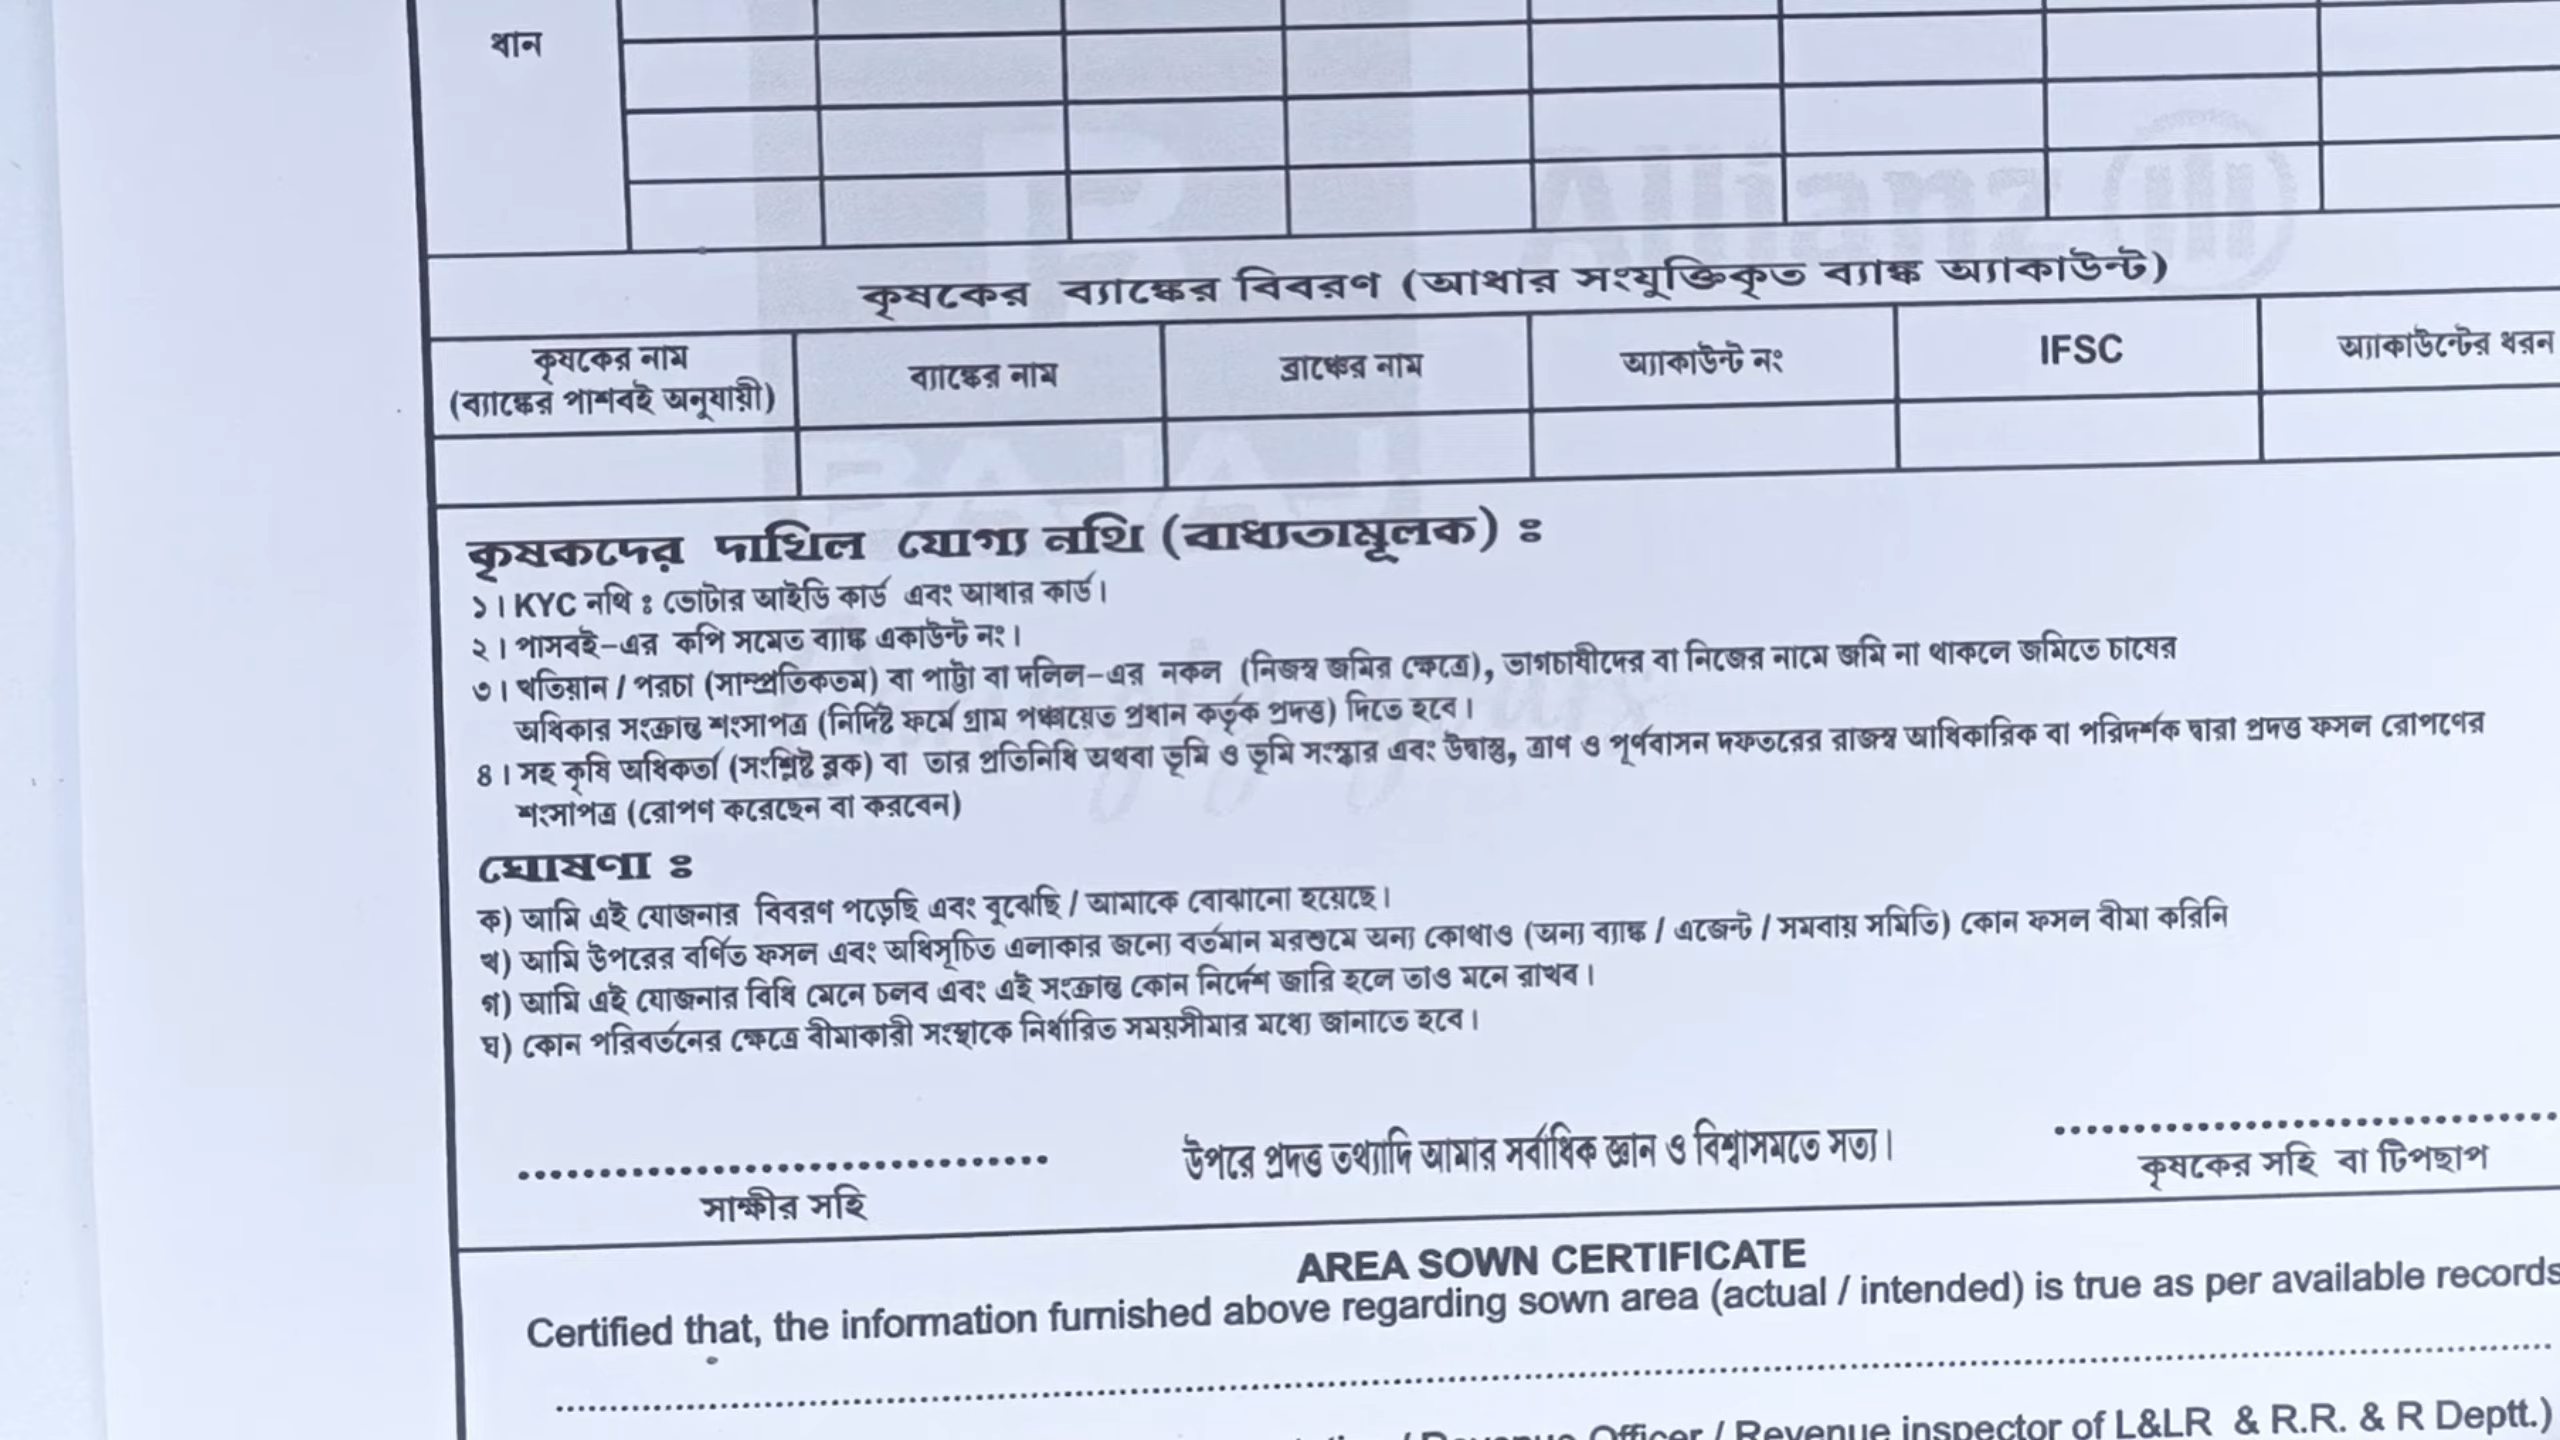 ধান
কৃষকের ব্যাঙ্কের বিবরণ (আধার সংযুক্তিকৃত ব্যাঙ্ক অ্যাকাউন্ট)
কৃষকের নাম
(ব্যাঙ্কের পাশবই অনুযায়ী)
ব্যাঙ্কের নাম
ব্রাঞ্চের নাম
অ্যাকাউন্ট নং
IFSC
অ্যাকাউন্টের ধরন
কৃষকদের দাখিল যোগ্য নথি (বাধ্যতামূলক) ঃ
১। KYC নথি ঃ ভোটার আইডি কার্ড এবং আধার কার্ড।
২। পাসবই-এর কপি সমেত ব্যাঙ্ক একাউন্ট নং।
৩। খতিয়ান / পরচা (সাম্প্রতিকতম) বা পাট্টা বা দলিল-এর নকল (নিজস্ব জমির ক্ষেত্রে), ভাগচাষীদের বা নিজের নামে জমি না থাকলে জমিতে চাষের
অধিকার সংক্রান্ত শংসাপত্র (নির্দিষ্ট ফর্মে গ্রাম পঞ্চায়েত প্রধান কর্তৃক প্রদত্ত) দিতে হবে।
৪। সহ কৃষি অধিকর্তা (সংশ্লিষ্ট ব্লক) বা তার প্রতিনিধি অথবা ভূমি ও ভূমি সংস্কার এবং উদ্বাস্তু, ত্রাণ ও পূর্ণবাসন দফতরের রাজস্ব আধিকারিক বা পরিদর্শক দ্বারা প্রদত্ত ফসল রোপণের
শংসাপত্র (রোপণ করেছেন বা করবেন)
ঘোষণা ঃ
ক) আমি এই যোজনার বিবরণ পড়েছি এবং বুঝেছি / আমাকে বোঝানো হয়েছে।
খ) আমি উপরের বর্ণিত ফসল এবং অধিসূচিত এলাকার জন্যে বর্তমান মরশুমে অন্য কোথাও (অন্য ব্যাঙ্ক / এজেন্ট / সমবায় সমিতি) কোন ফসল বীমা করিনি
গ) আমি এই যোজনার বিধি মেনে চলব এবং এই সংক্রান্ত কোন নির্দেশ জারি হলে তাও মনে রাখব।
ঘ) কোন পরিবর্তনের ক্ষেত্রে বীমাকারী সংস্থাকে নির্ধারিত সময়সীমার মধ্যে জানাতে হবে।
উপরে প্রদত্ত তথ্যাদি আমার সর্বাধিক জ্ঞান ও বিশ্বাসমতে সত্য।
সাক্ষীর সহি
কৃষকের সহি বা টিপছাপ
AREA SOWN CERTIFICATE
Certified that, the information furnished above regarding sown area (actual / intended) is true as per available records
Officer / Revenue inspector of L&LR & R.R. & R Deptt.)